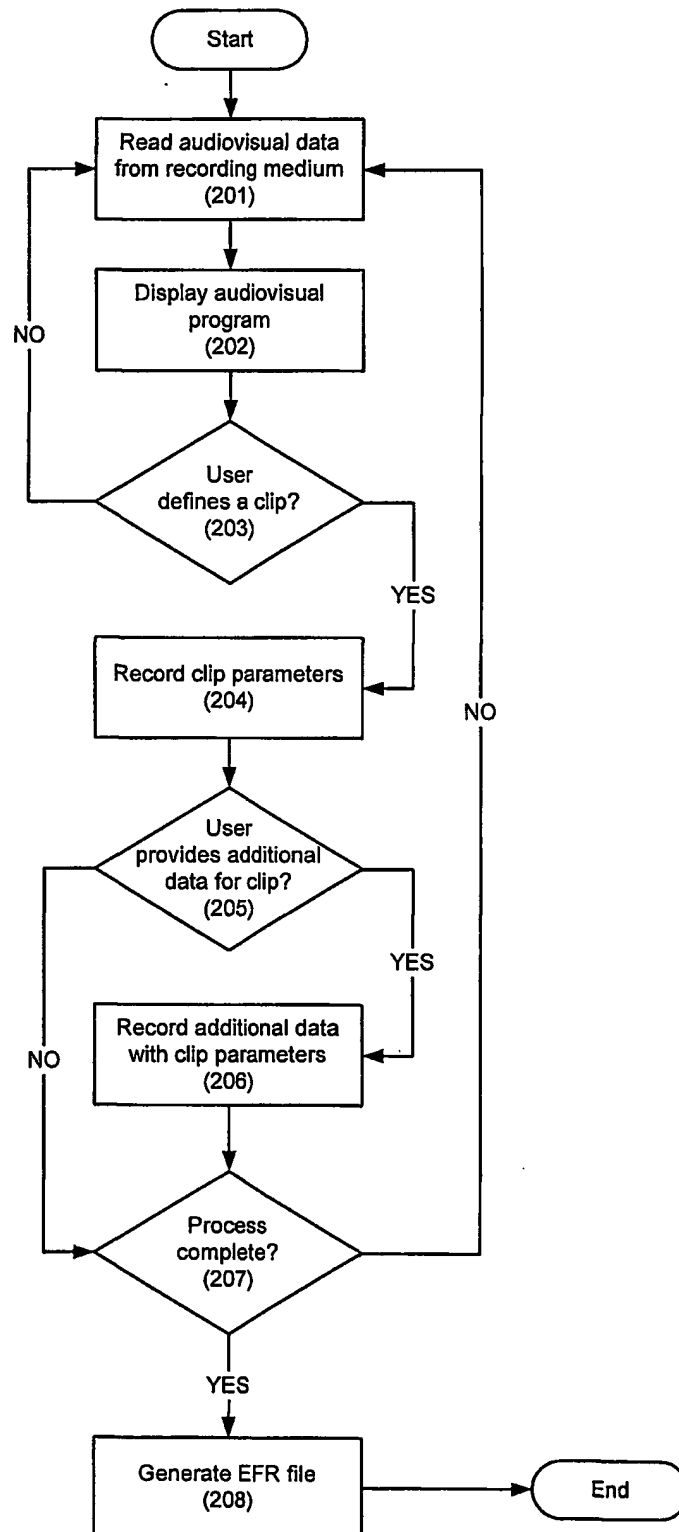 Start
Read audiovisual data
from recording medium
(201)
Display audiovisual
program
(202)
NO
User
defines a clip?
(203)
YES
Record clip parameters
(204)
NO
User
provides additional
data for clip?
(205)
YES
Record additional data
with clip parameters
(206)
NO
Process
complete?
(207)
YES
Generate EFR file
(208)
End